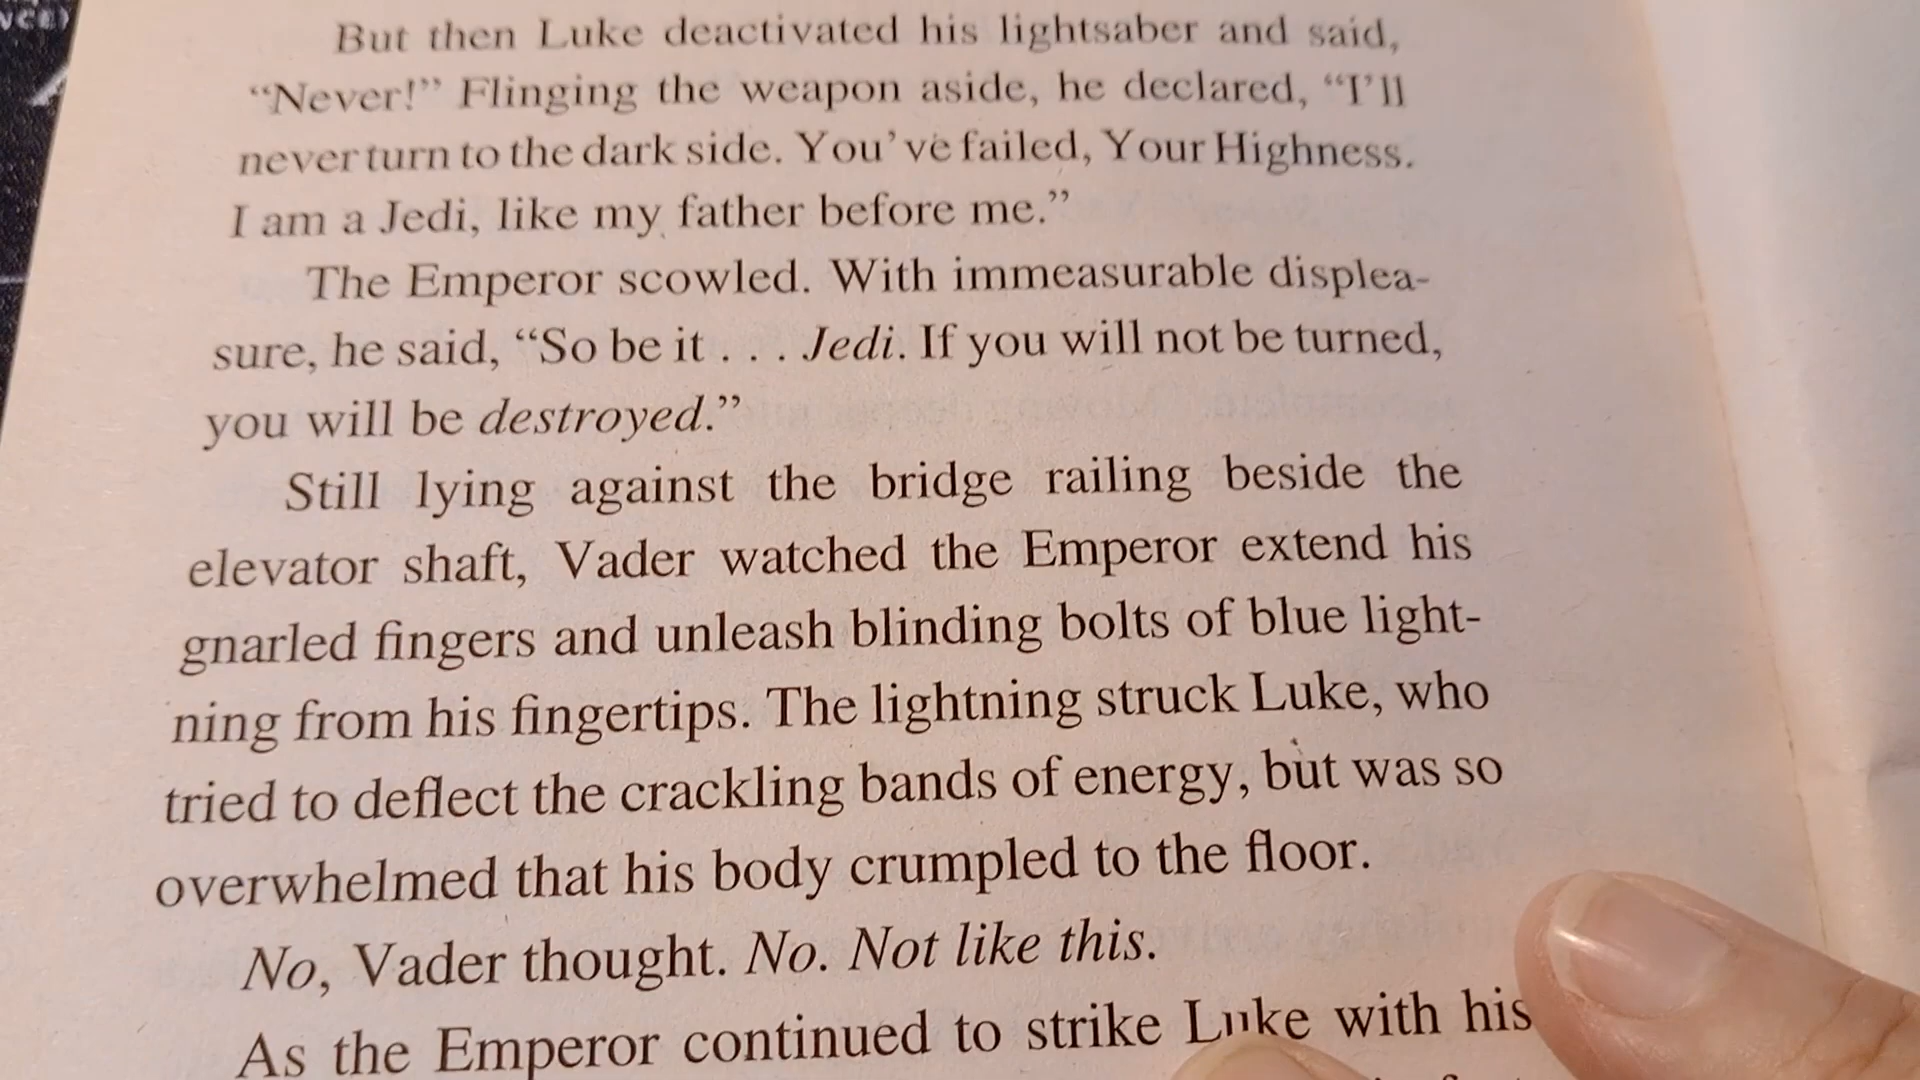 But then Luke deactivated his lightsaber and said,
“Never!” Flinging the weapon aside, he declared, “I’ll
never turn to the dark side. You’ve failed, Your Highness.
I am a Jedi, like my father before me.”
The Emperor scowled. With immeasurable displea-
sure, he said, “So be it . . . Jedi. If you will not be turned,
you will be destroyed.”
Still lying against the bridge railing beside the
elevator shaft, Vader watched the Emperor extend his
gnarled fingers and unleash blinding bolts of blue light-
ning from his fingertips. The lightning struck Luke, who
tried to deflect the crackling bands of energy, but was so
overwhelmed that his body crumpled to the floor.
No, Vader thought. No. Not like this.
As the Emperor continued to strike Luke with his